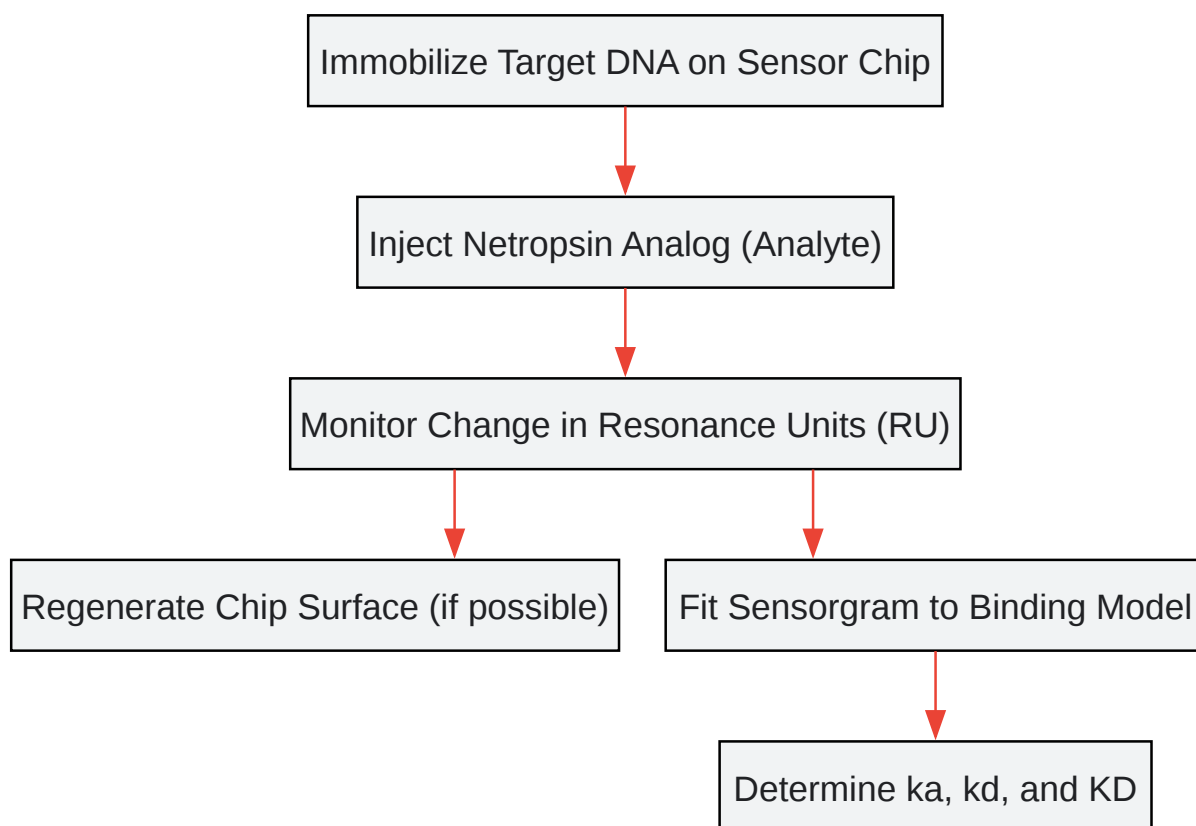 Immobilize Target DNA on Sensor Chip
Inject Netropsin Analog (Analyte)
Monitor Change in Resonance Units (RU)
Regenerate Chip Surface (if possible)
Fit Sensorgram to Binding Model
Determine ka, kd, and KD